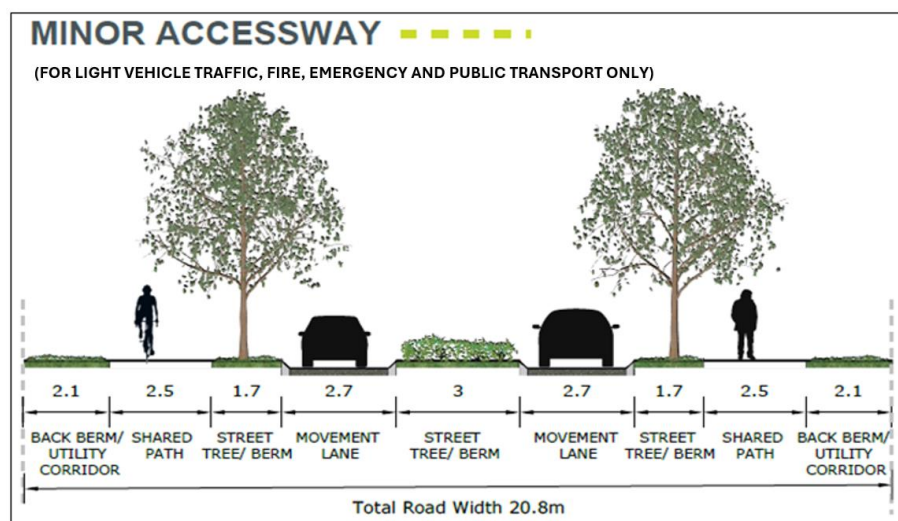 MINOR ACCESSWAY
(FOR LIGHT VEHICLE TRAFFIC, FIRE, EMERGENCY AND PUBLIC TRANSPORT ONLY)
2.1 2.5 1.7 2.7 3 2.7 1.7 2.5 2.1
BACK BERM/ SHARED STREET MOVEMENT STREET MOVEMENT STREET SHARED BACK BERM/
UTILITY PATH TREE/ BERM LANE TREE/ BERM LANE TREE/ BERM PATH UTILITY
CORRIDOR CORRIDOR
Total Road Width 20.8m